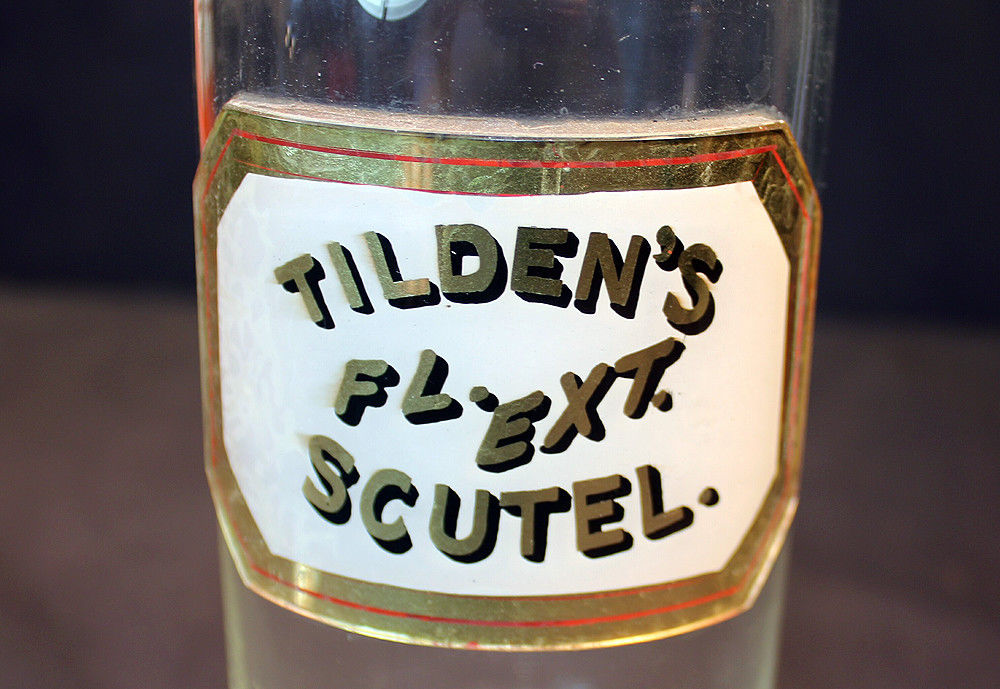 TILDEN'S
FL. EXT.
SCUTEL.